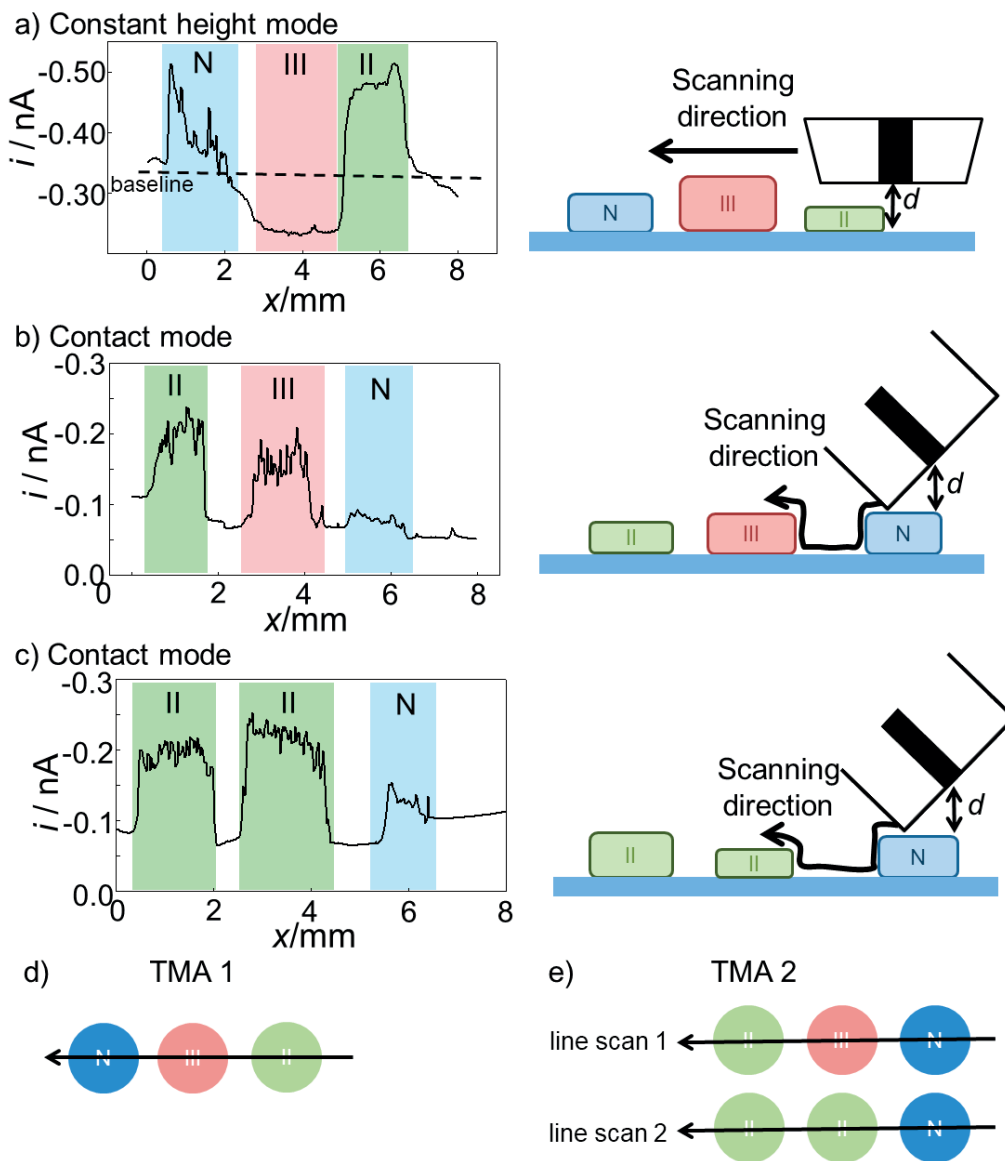 a) Constant height mode
-0.50
-0.40
-0.30
i / nA
N
III
II
baseline
0
2
4
6
8
x/mm
Scanning
direction
d
N
III
II
b) Contact mode
-0.3
-0.2
-0.1
0.0
i / nA
II
III
N
0
2
4
6
8
x/mm
Scanning
direction
d
II
III
N
c) Contact mode
-0.3
-0.2
-0.1
0.0
i / nA
II
II
N
0
2
4
6
8
x/mm
Scanning
direction
d
II
II
N
d) TMA 1
N
III
II
e) TMA 2
line scan 1
II
III
N
line scan 2
II
II
N